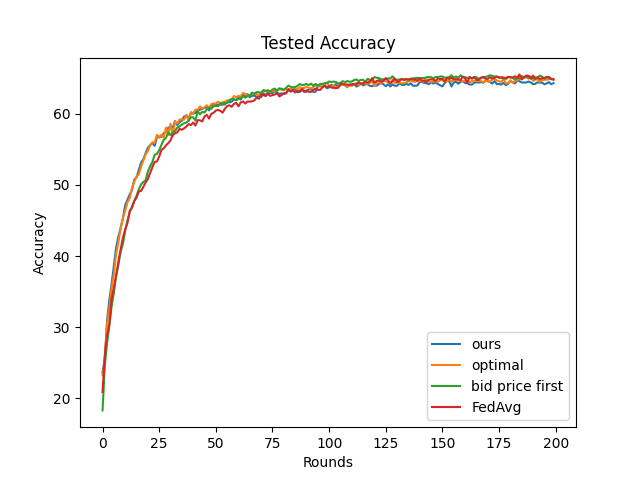 Tested Accuracy
Accuracy
60
50
40
30
20
0 25 50 75 100 125 150 175 200
Rounds
ours
optimal
bid price first
FedAvg